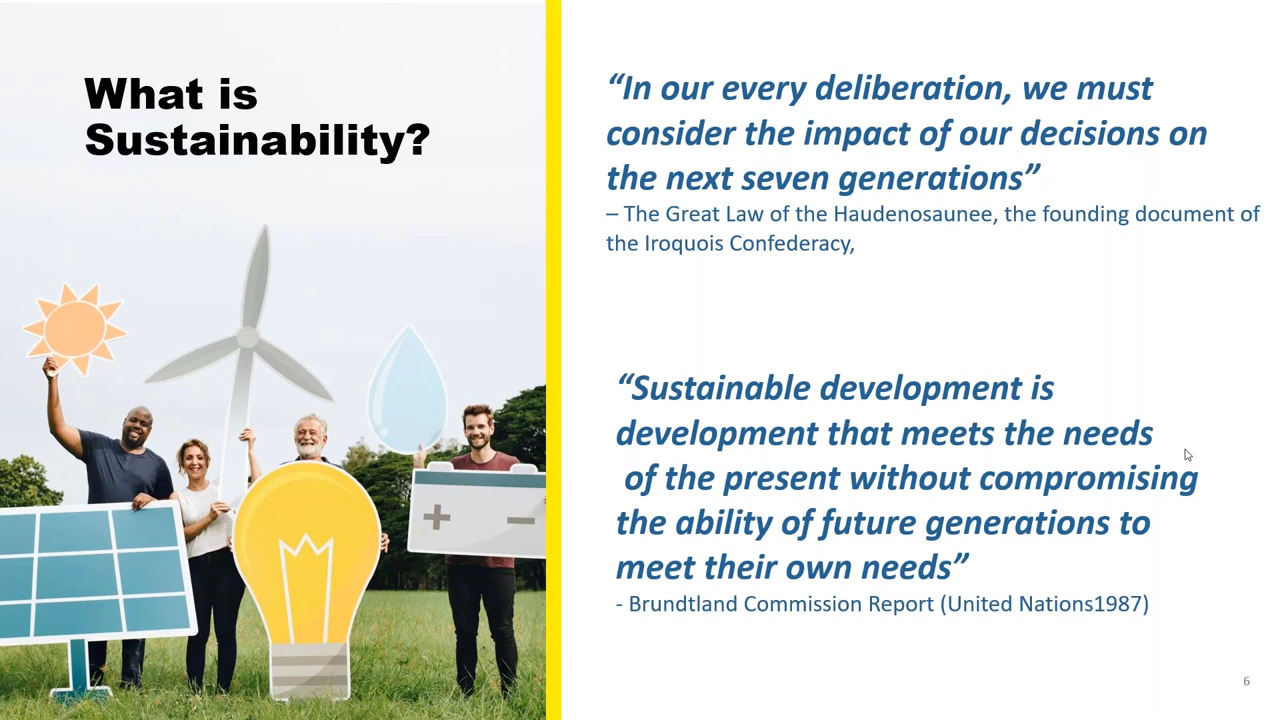 What is
Sustainability?
“In our every deliberation, we must
consider the impact of our decisions on
the next seven generations”
– The Great Law of the Haudenosaunee, the founding document of
the Iroquois Confederacy,
“Sustainable development is
development that meets the needs
of the present without compromising
the ability of future generations to
meet their own needs”
- Brundtland Commission Report (United Nations1987)
+ −
6